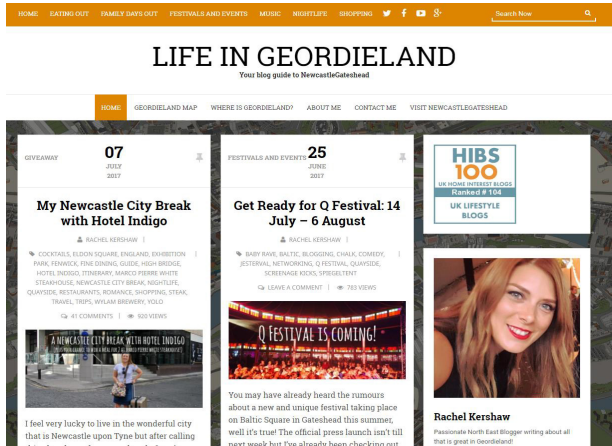 HOME EATING OUT FAMILY DAYS OUT FESTIVALS AND EVENTS MUSIC NIGHTLIFE SHOPPING Search Now
LIFE IN GEORDIELAND
Your blog guide to NewcastleGateshead
HOME GEORDIELAND MAP WHERE IS GEORDIELAND? ABOUT ME CONTACT ME VISIT NEWCASTLEGATESHEAD
GIVEAWAY
07
JULY
2017
My Newcastle City Break
with Hotel Indigo
RACHEL KERSHAW |
COCKTAILS, ELDON SQUARE, ENGLAND, EXHIBITION |
PARK, FENWICK, FINE DINING, GUIDE, HIGH BRIDGE,
HOTEL INDIGO, ITINERARY, MARCO PIERRE WHITE
STEAKHOUSE, NEWCASTLE CITY BREAK, NIGHTLIFE,
QUAYSIDE, RESTAURANTS, ROMANCE, SHOPPING, STEAK,
TRAVEL, TRIPS, WYLAM BREWERY, YOLO
41 COMMENTS | 920 VIEWS
A NEWCASTLE CITY BREAK WITH HOTEL INDIGO
I feel very lucky to live in the wonderful city
that is Newcastle upon Tyne but after calling
FESTIVALS AND EVENTS
25
JUNE
2017
Get Ready for Q Festival: 14
July – 6 August
RACHEL KERSHAW |
BABY RAVE, BALTIC, BLOGGING, CHALK, COMEDY, |
JESTERVAL, NETWORKING, Q FESTIVAL, QUAYSIDE,
SCREENAGE KICKS, SPIEGELTENT
LEAVE A COMMENT | 783 VIEWS
Q FESTIVAL IS COMING!
You may have already heard the rumours
about a new and unique festival taking place
on Baltic Square in Gateshead this summer,
well it's true! The official press launch isn't till
next week but I've already been checking out
HIBS
100
UK HOME INTEREST BLOGS
Ranked # 104
UK LIFESTYLE
BLOGS
Rachel Kershaw
Passionate North East Blogger writing about all
that is great in Geordieland!